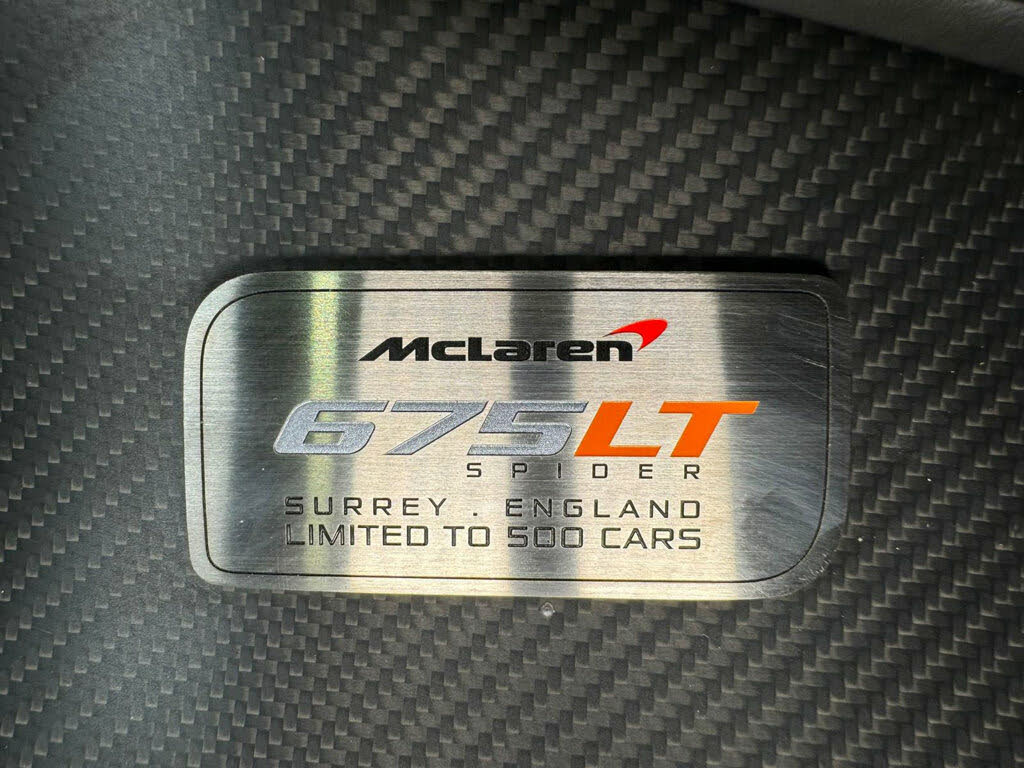 McLaren
675LT
SPIDER
SURREY . ENGLAND
LIMITED TO 500 CARS